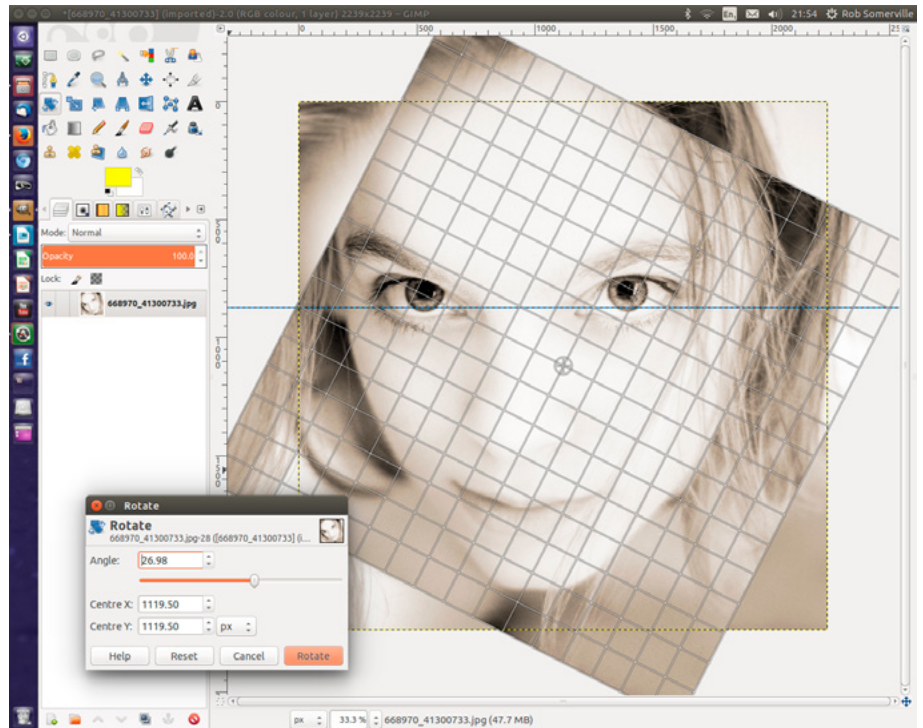 *[668970_41300733] (imported)-2.0 (RGB colour, 1 layer) 2239x2239 – GIMP
En
21:54
Rob Somerville
0
500
1000
1500
2000
Mode: Normal
Opacity 100.0
Lock:
668970_41300733.jpg
Rotate
Rotate
668970_41300733.jpg-28 ([668970_41300733] (i...
Angle: 26.98
Centre X: 1119.50
Centre Y: 1119.50 px
Help Reset Cancel Rotate
px 33.3 % 668970_41300733.jpg (47.7 MB)